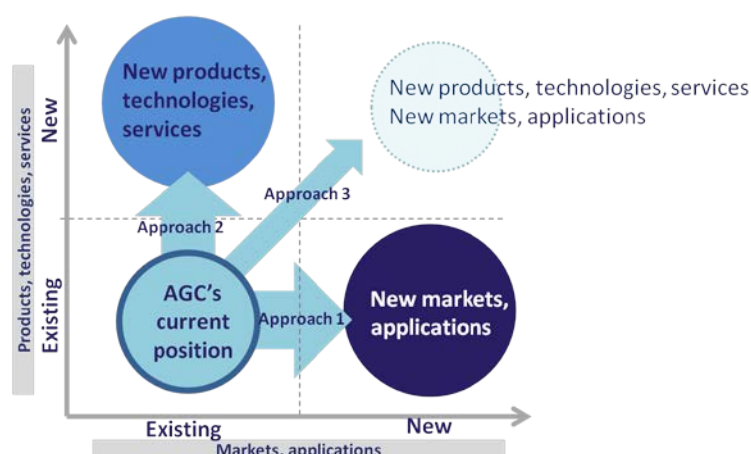 New products,
technologies,
services
New products, technologies, services
New markets, applications
Approach 3
Approach 2
AGC's
current
position
Approach 1
New markets,
applications
Products, technologies, services
New
Existing
Existing
New
Markets, applications